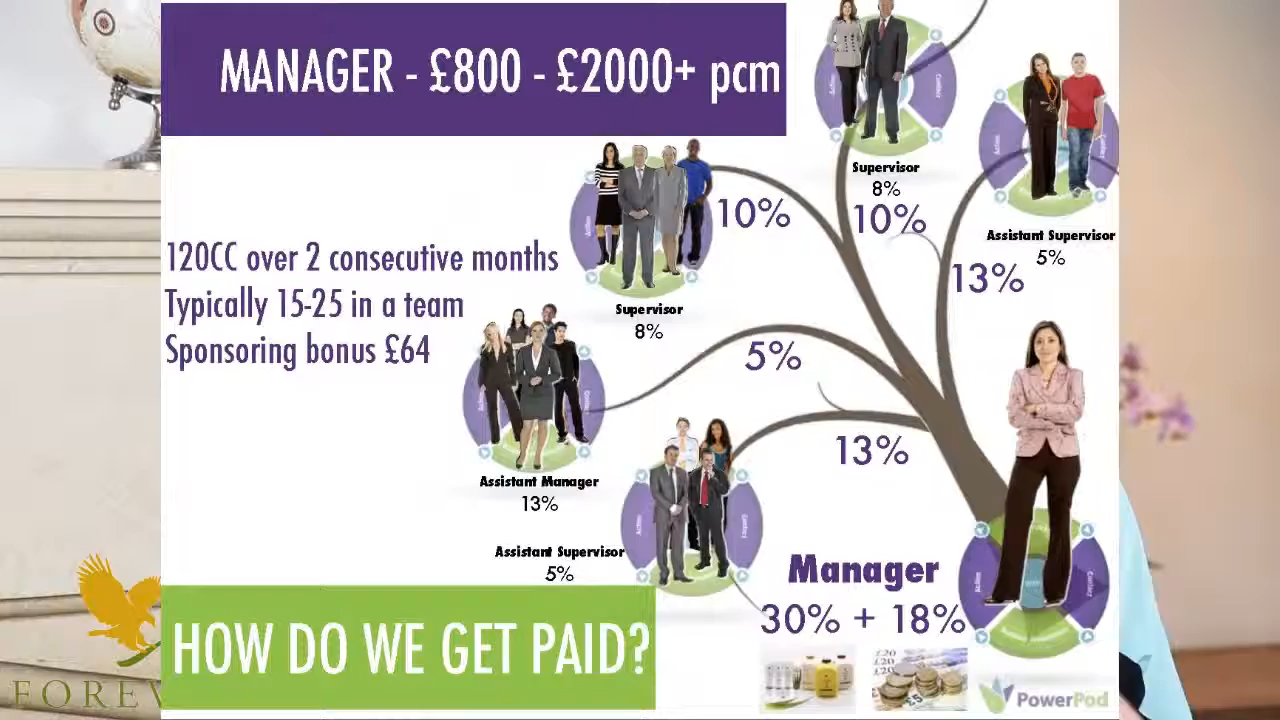 MANAGER - £800 - £2000+ pcm
Supervisor
8%
10%
Assistant Supervisor
5%
13%
10%
Supervisor
8%
120CC over 2 consecutive months
Typically 15-25 in a team
Sponsoring bonus £64
5%
Assistant Manager
13%
13%
Assistant Supervisor
5%
Manager
30% + 18%
HOW DO WE GET PAID?
FOREV
PowerPod